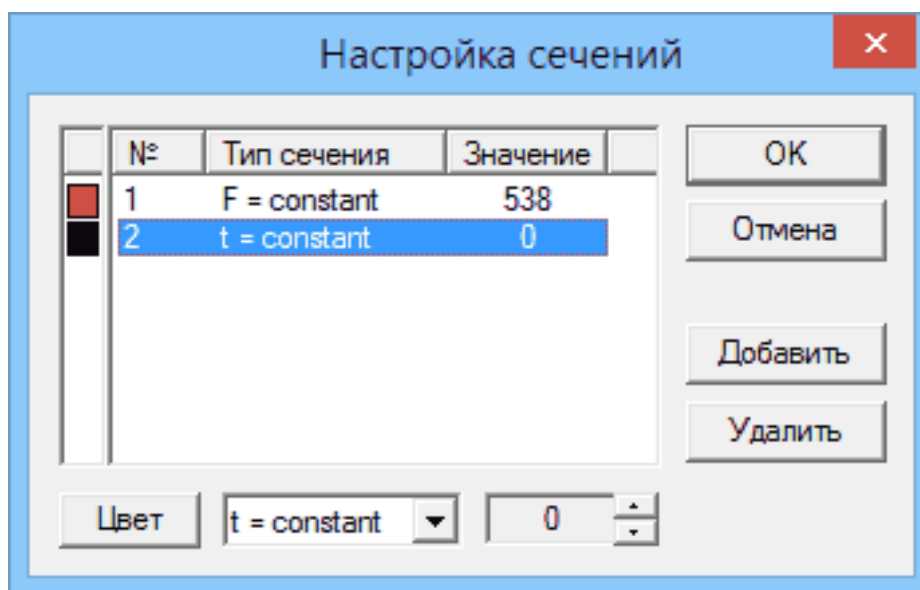 Настройка сечений
№ Тип сечения Значение OK
1 F = constant 538
2 t = constant 0 Отмена
Добавить
Удалить
Цвет t = constant 0